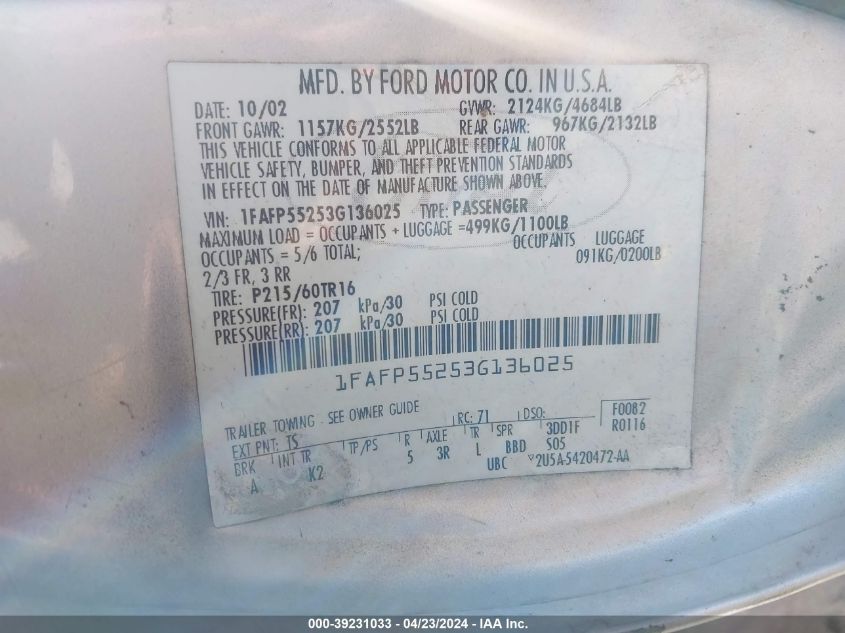 MFD. BY FORD MOTOR CO. IN U.S.A.
DATE: 10/02 GVWR: 2124KG/4684LB
FRONT GAWR: 1157KG/2552LB REAR GAWR: 967KG/2132LB
THIS VEHICLE CONFORMS TO ALL APPLICABLE FEDERAL MOTOR
VEHICLE SAFETY, BUMPER, AND THEFT PREVENTION STANDARDS
IN EFFECT ON THE DATE OF MANUFACTURE SHOWN ABOVE.
VIN: 1FAFP55253G136025 TYPE: PASSENGER
MAXIMUM LOAD = OCCUPANTS + LUGGAGE =499KG/1100LB
OCCUPANTS = 5/6 TOTAL; OCCUPANTS LUGGAGE
2/3 FR, 3 RR 091KG/0200LB
TIRE: P215/60TR16
PRESSURE(FR): 207 kPa/30 PSI COLD
PRESSURE(RR): 207 kPa/30 PSI COLD
1FAFP55253G136025
TRAILER TOWING - SEE OWNER GUIDE
EXT PNT: TS RC: 71 DSO: F0082
BRK INT TR TP/PS R AXLE TR SPR 3DD1F R0116
A K2 5 3R L BBD S05
UBC 2U5A-5420472-AA
000-39231033 - 04/23/2024 - IAA Inc.